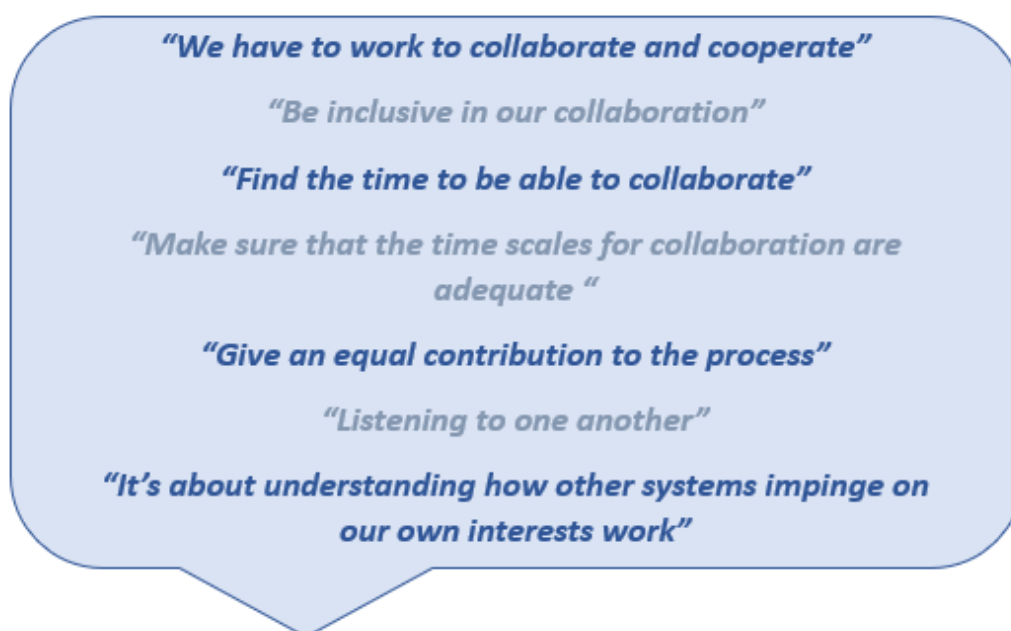 “We have to work to collaborate and cooperate”
“Be inclusive in our collaboration”
“Find the time to be able to collaborate”
“Make sure that the time scales for collaboration are
adequate “
“Give an equal contribution to the process”
“Listening to one another”
“It’s about understanding how other systems impinge on
our own interests work”